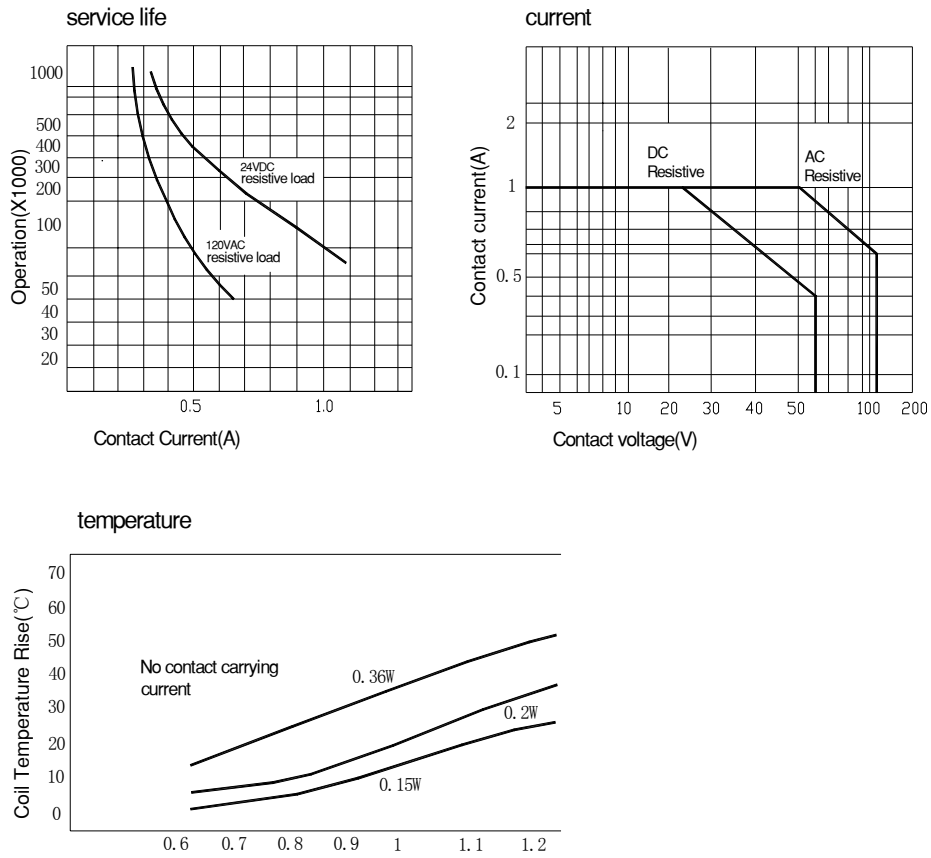 service life
1000
500
400
300
200
100
50
40
30
20
Operation(X1000)
24VDC
resistive load
120VAC
resistive load
0.5
1.0
Contact Current(A)
current
2
1
0.5
0.1
Contact current(A)
DC
Resistive
AC
Resistive
5
10
20
30
40
50
100
200
Contact voltage(V)
temperature
70
60
50
40
30
20
10
0
Coil Temperature Rise(℃)
No contact carrying
current
0.36W
0.2W
0.15W
0.6
0.7
0.8
0.9
1
1.1
1.2